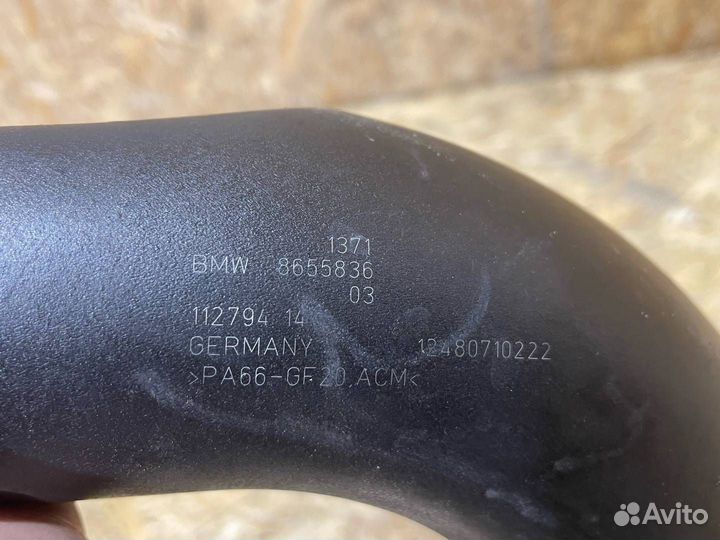 1371
BMW 8655836
03
112794 14
GERMANY 12480710222
>PA66-GF20 ACM<
Avito